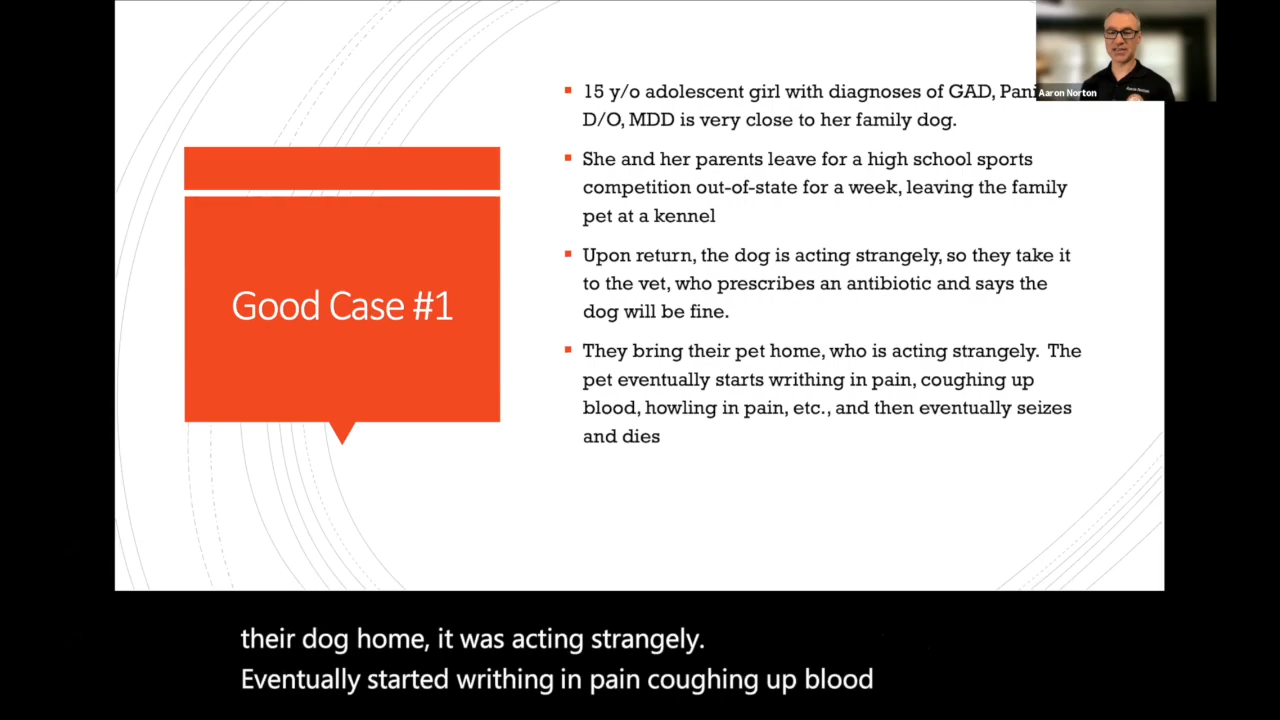 15 y/o adolescent girl with diagnoses of GAD,
D/O, MDD is very close to her family dog.
She and her parents leave for a high school sports
competition out-of-state for a week, leaving the family
pet at a kennel
Upon return, the dog is acting strangely, so they take it
to the vet, who prescribes an antibiotic and says the
dog will be fine.
They bring their pet home, who is acting strangely. The
pet eventually starts writhing in pain, coughing up
blood, howling in pain, etc., and then eventually seizes
and dies
Good Case #1
Aaron Norton
their dog home, it was acting strangely.
Eventually started writhing in pain coughing up blood